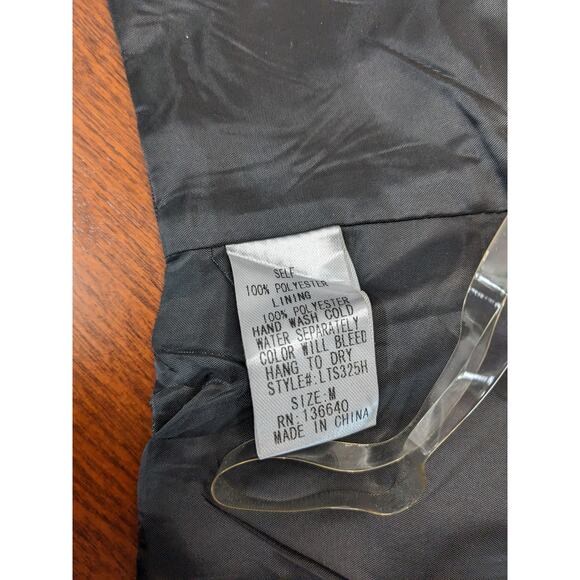 SELF
100% POLYESTER
LINING
100% POLYESTER
HAND WASH COLD
WATER SEPARATELY
COLOR WILL BLEED
HANG TO DRY
STYLE#:LTS325H
SIZE:M
RN:136640
MADE IN CHINA